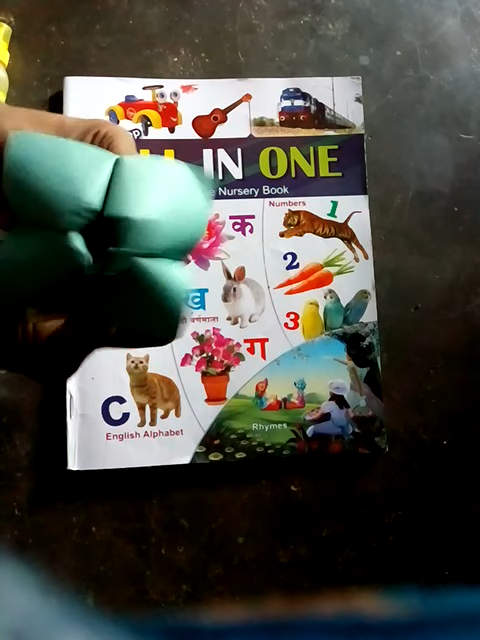 IN ONE
Nursery Book
क
Numbers
1
2
ख
वर्णमाला
3
ग
C
English Alphabet
Rhymes